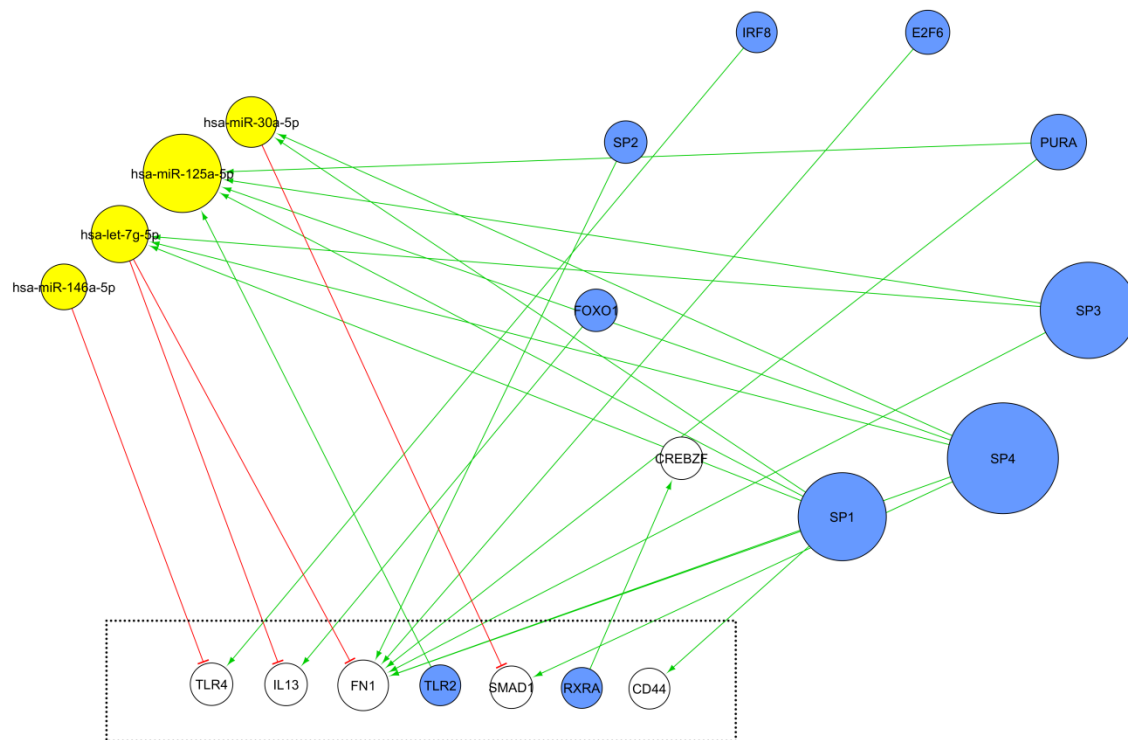 IRF8
E2F6
hsa-miR-30a-5p
SP2
PURA
hsa-miR-125a-5p
hsa-let-7g-5p
hsa-miR-146a-5p
FOXO1
SP3
CREBZF
SP4
SP1
TLR4
IL13
FN1
TLR2
SMAD1
RXRA
CD44